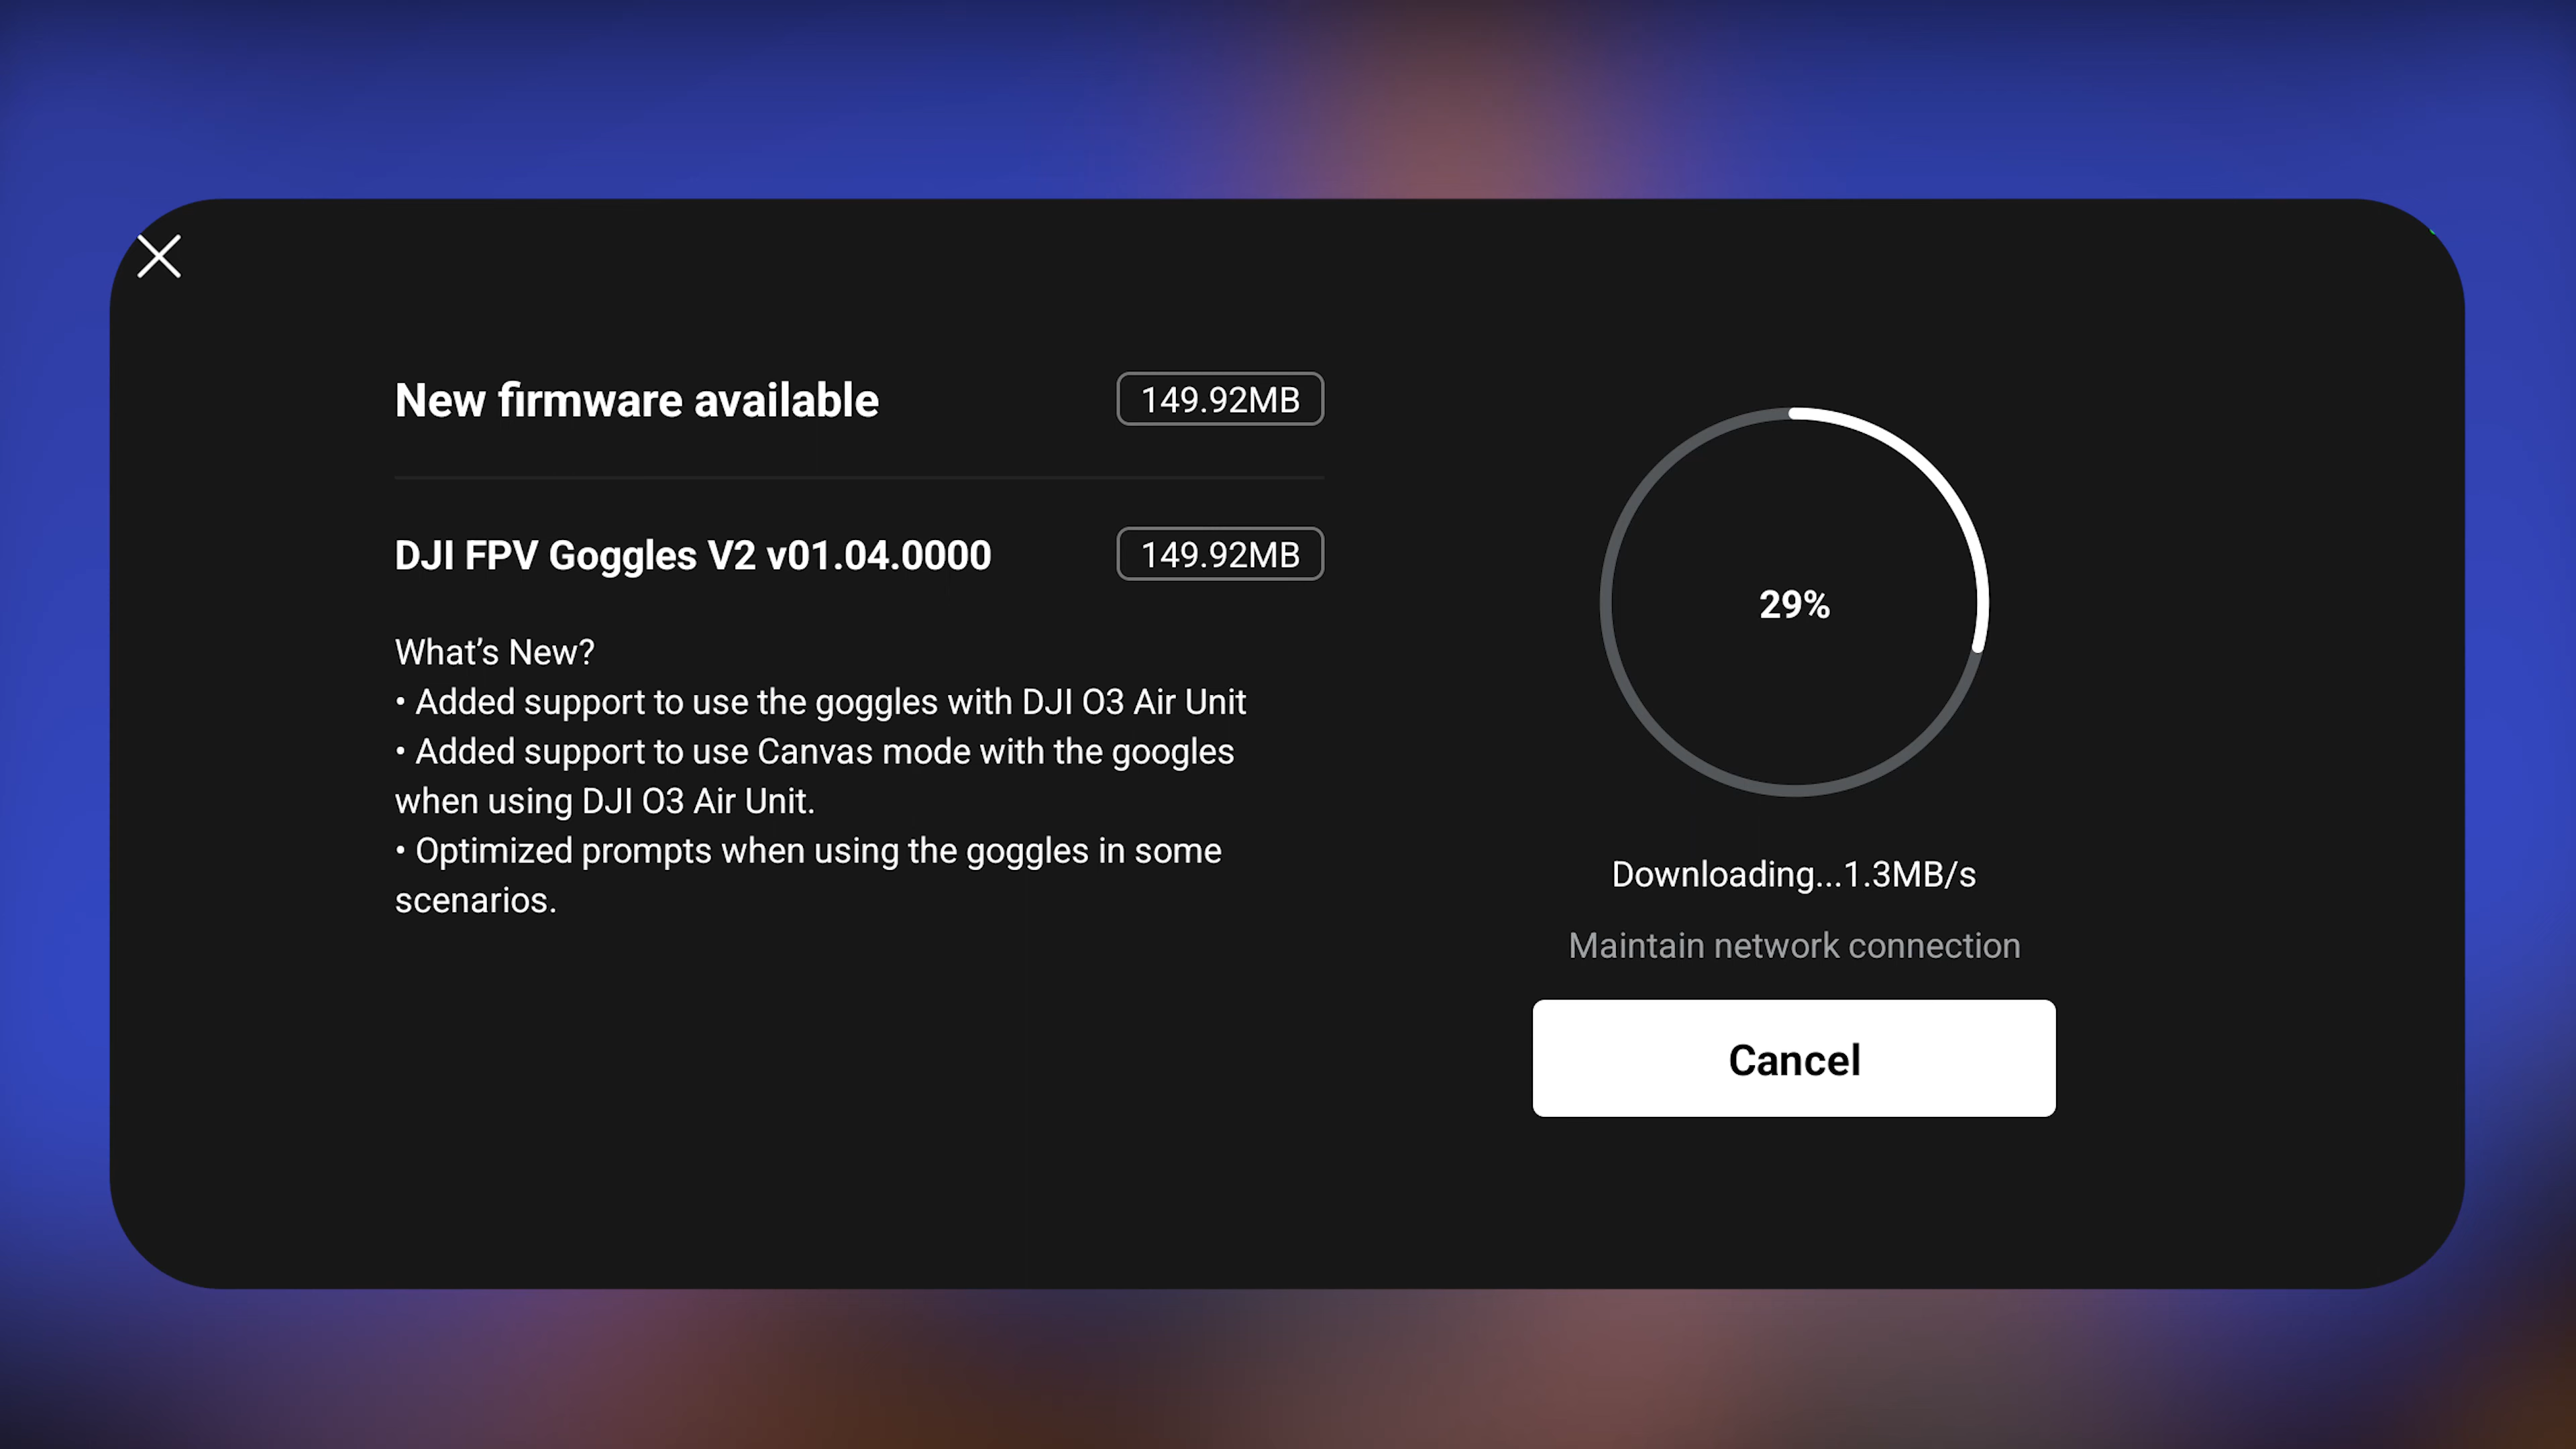 New firmware available 149.92MB
DJI FPV Goggles V2 v01.04.0000 149.92MB
What’s New?
• Added support to use the goggles with DJI O3 Air Unit
• Added support to use Canvas mode with the googles
when using DJI O3 Air Unit.
• Optimized prompts when using the goggles in some
scenarios.
29%
Downloading...1.3MB/s
Maintain network connection
Cancel